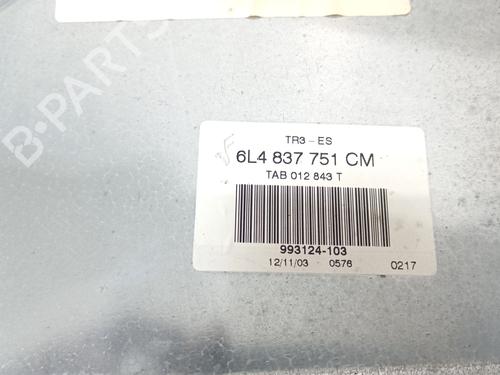 B-PARTS
TR3-ES
6L4 837 751 CM
TAB 012 843 T
993124-103
12/11/03 0576 0217